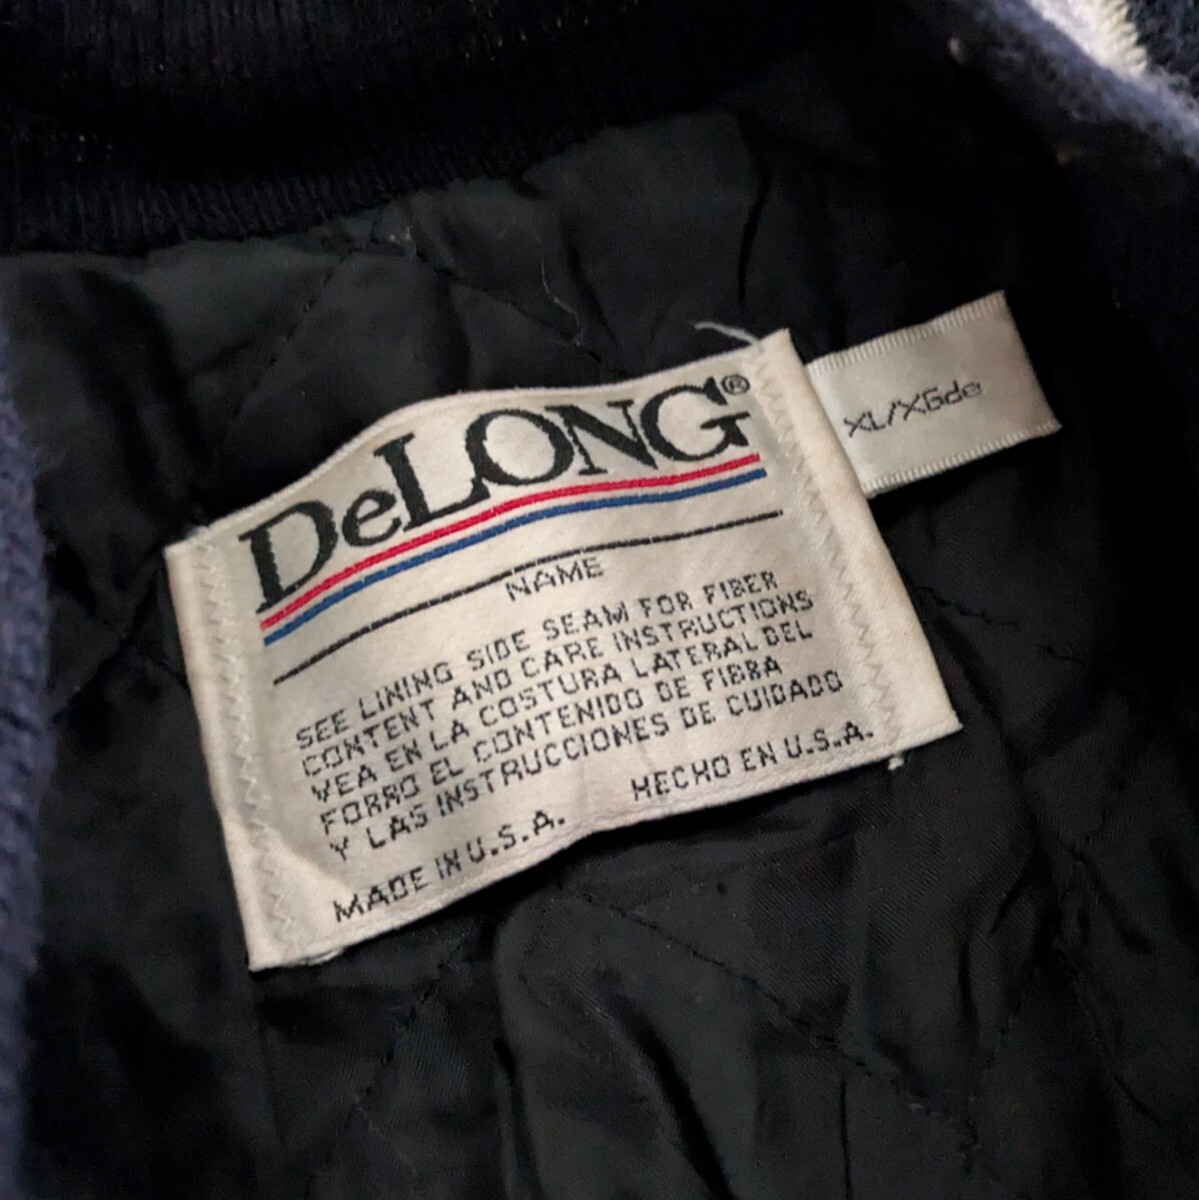 DeLONG®
XL/XGde
NAME
SEE LINING SIDE SEAM FOR FIBER
CONTENT AND CARE INSTRUCTIONS
VEA EN LA COSTURA LATERAL DEL
FORRO EL CONTENIDO DE FIBRA
Y LAS INSTRUCCIONES DE CUIDADO
MADE IN U.S.A. HECHO EN U.S.A.